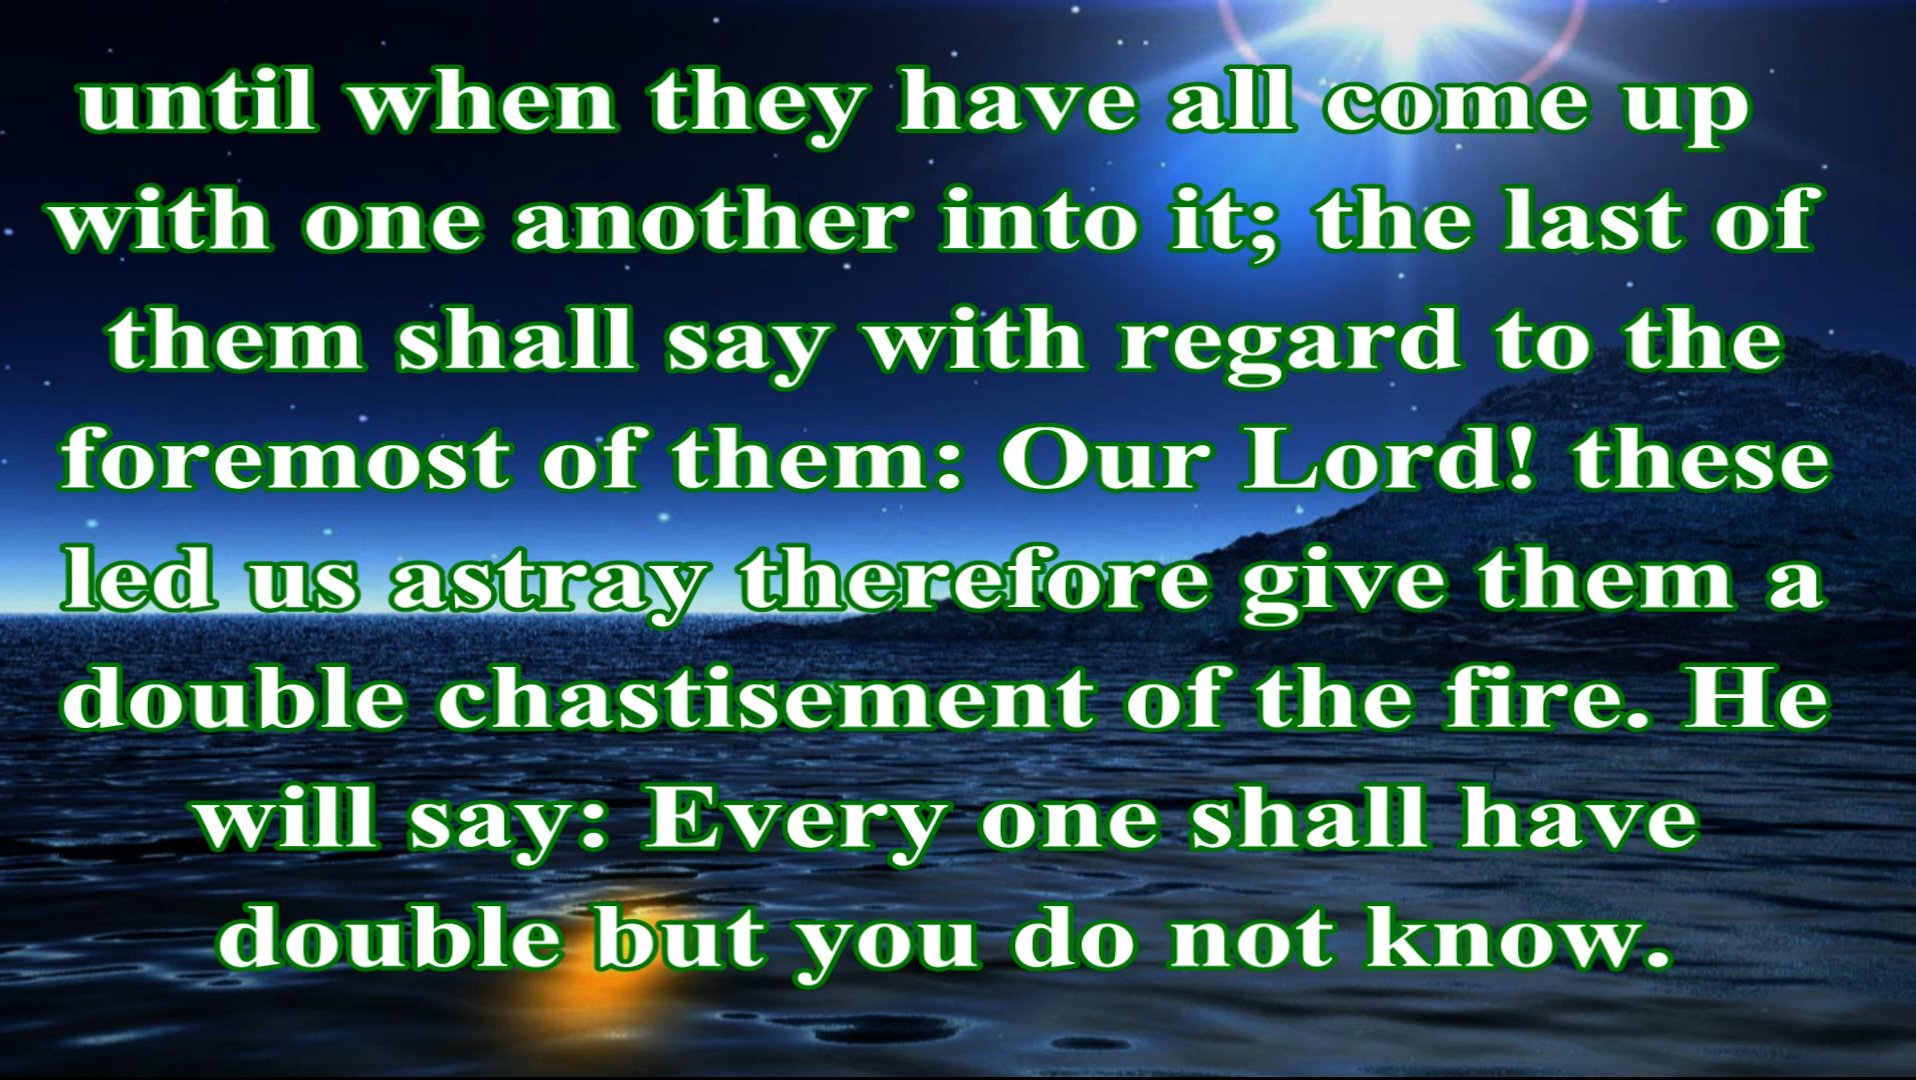 until when they have all come up
with one another into it; the last of
them shall say with regard to the
foremost of them: Our Lord! these
led us astray therefore give them a
double chastisement of the fire. He
will say: Every one shall have
double but you do not know.